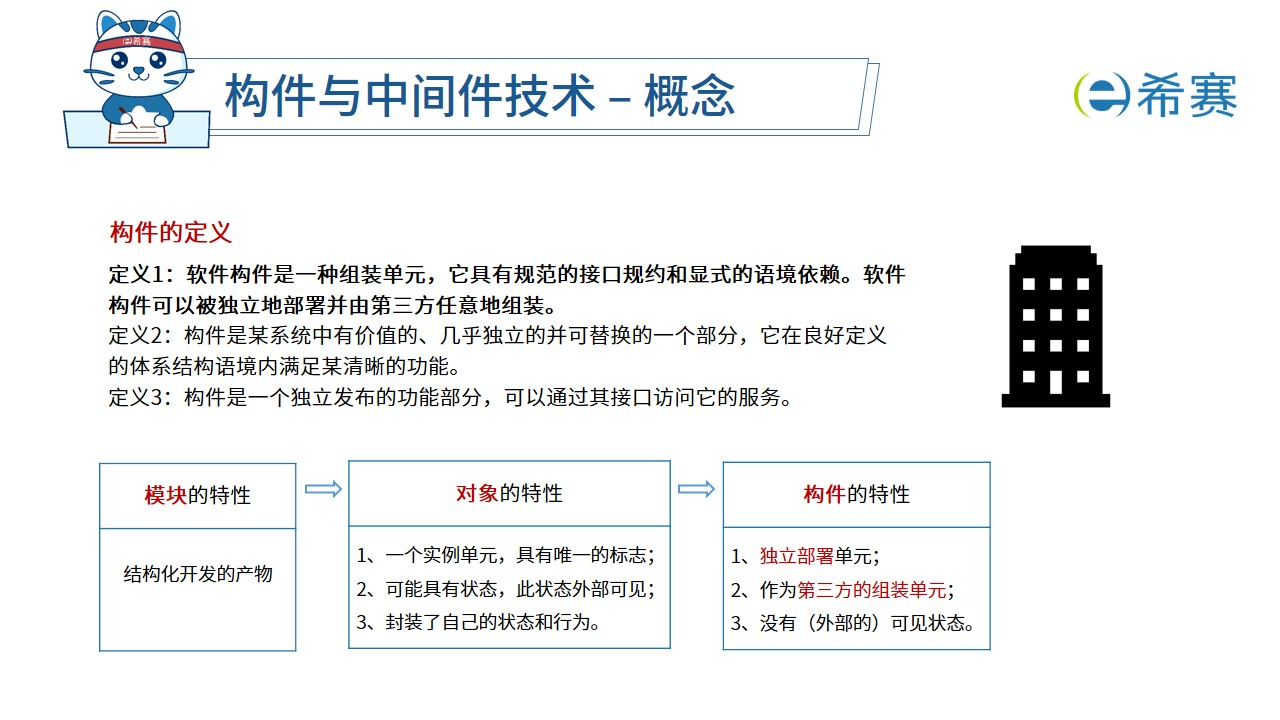 希赛
构件与中间件技术 – 概念
希赛
构件的定义
定义1：软件构件是一种组装单元，它具有规范的接口规约和显式的语境依赖。软件
构件可以被独立地部署并由第三方任意地组装。
定义2：构件是某系统中有价值的、几乎独立的并可替换的一个部分，它在良好定义
的体系结构语境内满足某清晰的功能。
定义3：构件是一个独立发布的功能部分，可以通过其接口访问它的服务。
模块的特性
结构化开发的产物
对象的特性
1、一个实例单元，具有唯一的标志；
2、可能具有状态，此状态外部可见；
3、封装了自己的状态和行为。
构件的特性
1、独立部署单元；
2、作为第三方的组装单元；
3、没有（外部的）可见状态。